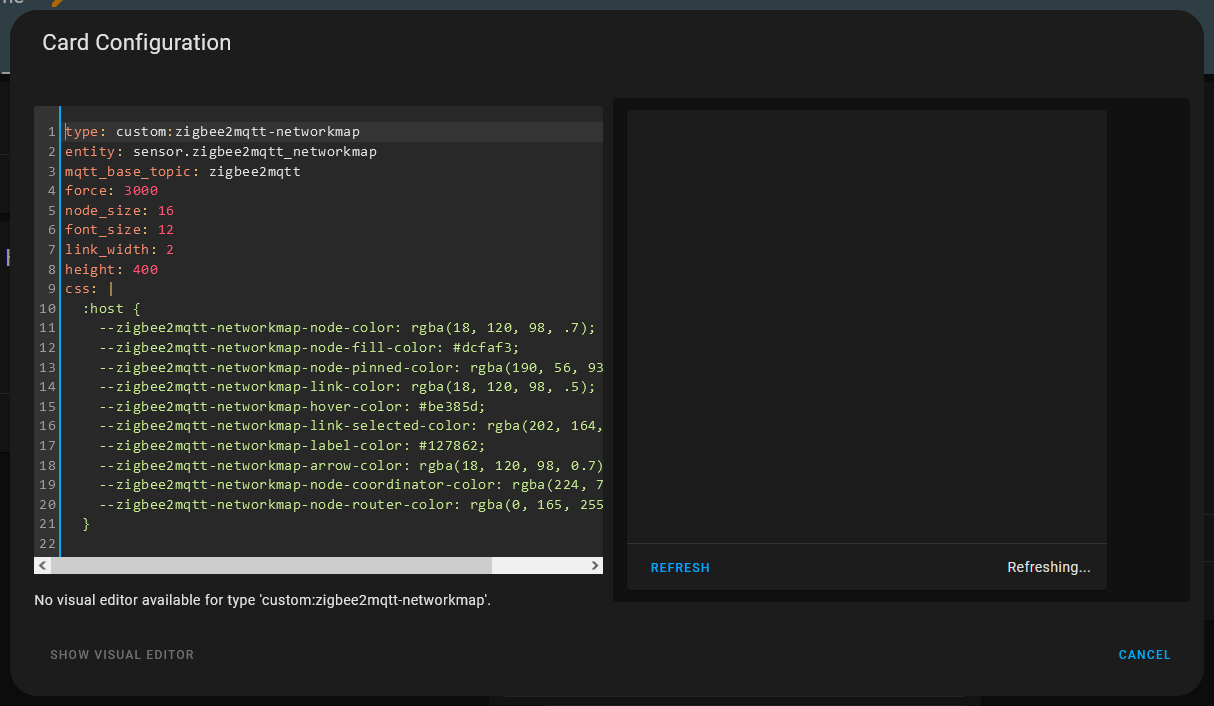 Card Configuration
1 type: custom:zigbee2mqtt-networkmap
2 entity: sensor.zigbee2mqtt_networkmap
3 mqtt_base_topic: zigbee2mqtt
4 force: 3000
5 node_size: 16
6 font_size: 12
7 link_width: 2
8 height: 400
9 css: |
10 :host {
11 --zigbee2mqtt-networkmap-node-color: rgba(18, 120, 98, .7);
12 --zigbee2mqtt-networkmap-node-fill-color: #dcfaf3;
13 --zigbee2mqtt-networkmap-node-pinned-color: rgba(190, 56, 93
14 --zigbee2mqtt-networkmap-link-color: rgba(18, 120, 98, .5);
15 --zigbee2mqtt-networkmap-hover-color: #be385d;
16 --zigbee2mqtt-networkmap-link-selected-color: rgba(202, 164,
17 --zigbee2mqtt-networkmap-label-color: #127862;
18 --zigbee2mqtt-networkmap-arrow-color: rgba(18, 120, 98, 0.7)
19 --zigbee2mqtt-networkmap-node-coordinator-color: rgba(224, 7
20 --zigbee2mqtt-networkmap-node-router-color: rgba(0, 165, 255
21 }
22
REFRESH
Refreshing...
No visual editor available for type 'custom:zigbee2mqtt-networkmap'.
SHOW VISUAL EDITOR
CANCEL